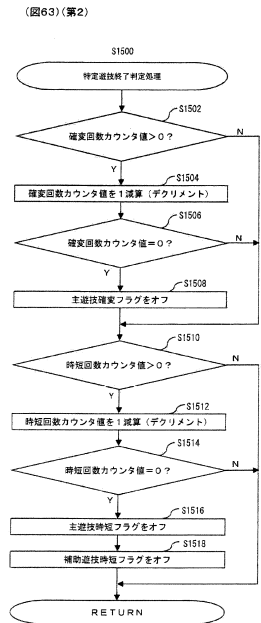 (図63)(第2)
S1500
特定遊技終了判定処理
S1502
確変回数カウンタ値>0?
N
Y
S1504
確変回数カウンタ値を1減算(デクリメント)
S1506
確変回数カウンタ値=0?
N
Y
S1508
主遊技確変フラグをオフ
S1510
時短回数カウンタ値>0?
N
Y
S1512
時短回数カウンタ値を1減算(デクリメント)
S1514
時短回数カウンタ値=0?
N
Y
S1516
主遊技時短フラグをオフ
S1518
補助遊技時短フラグをオフ
RETURN